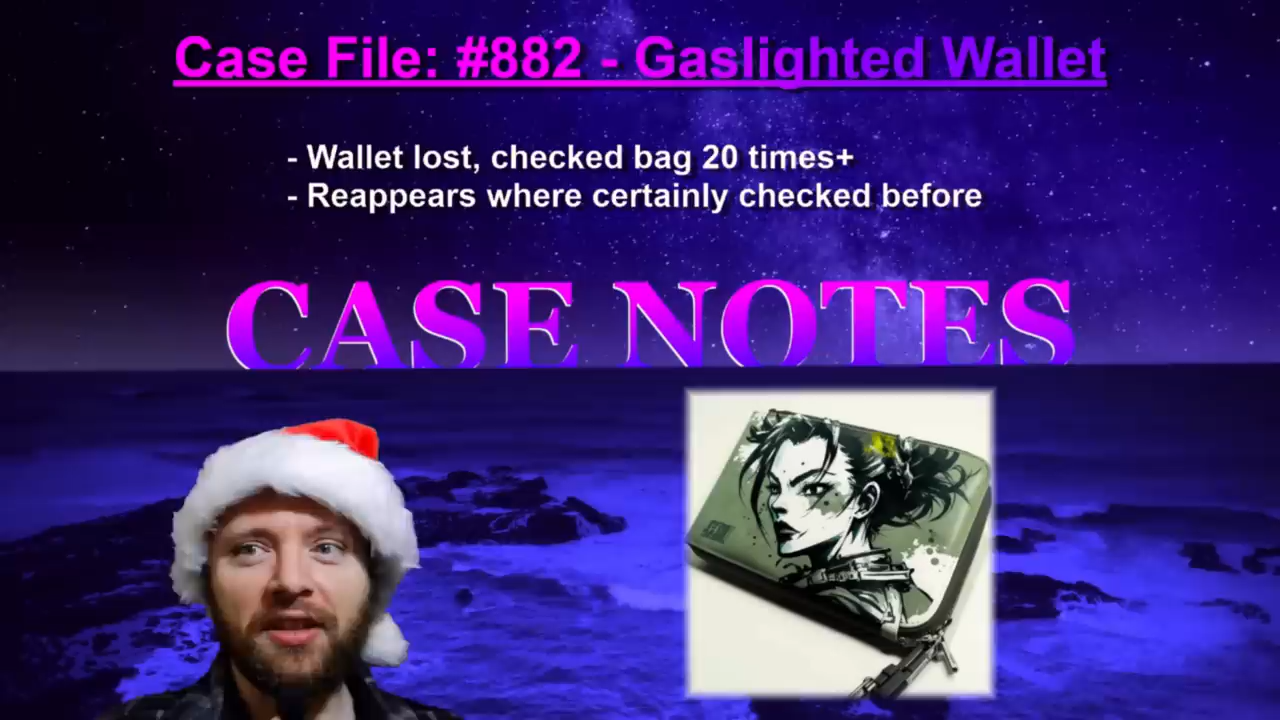 Case File: #882 - Gaslighted Wallet
- Wallet lost, checked bag 20 times+
- Reappears where certainly checked before
CASE NOTES